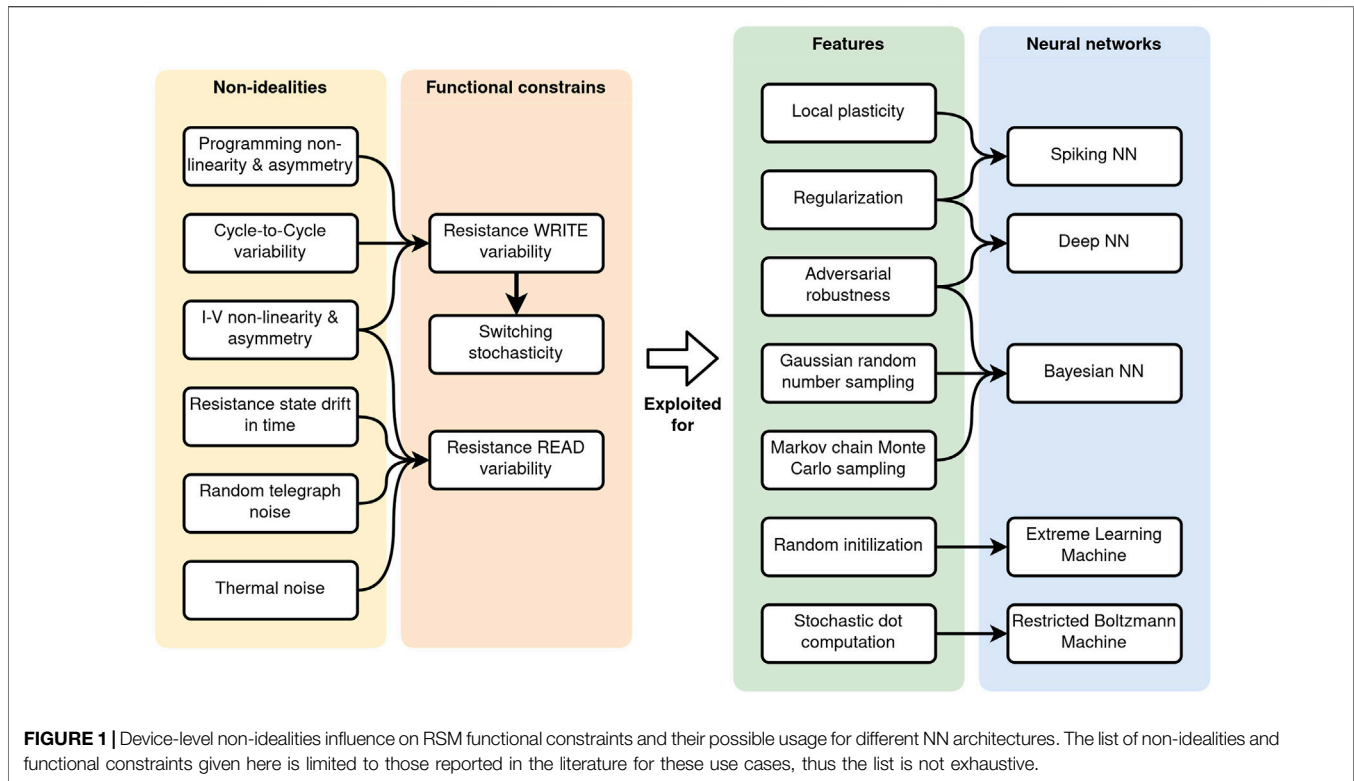 Non-idealities
Programming non-
linearity & asymmetry
Cycle-to-Cycle
variability
I-V non-linearity &
asymmetry
Resistance state drift
in time
Random telegraph
noise
Thermal noise
Functional constrains
Resistance WRITE
variability
Switching
stochasticity
Resistance READ
variability
Exploited
for
Features
Local plasticity
Regularization
Adversarial
robustness
Gaussian random
number sampling
Markov chain Monte
Carlo sampling
Random initilization
Stochastic dot
computation
Neural networks
Spiking NN
Deep NN
Bayesian NN
Extreme Learning
Machine
Restricted Boltzmann
Machine
FIGURE 1 | Device-level non-idealities influence on RSM functional constraints and their possible usage for different NN architectures. The list of non-idealities and
functional constraints given here is limited to those reported in the literature for these use cases, thus the list is not exhaustive.